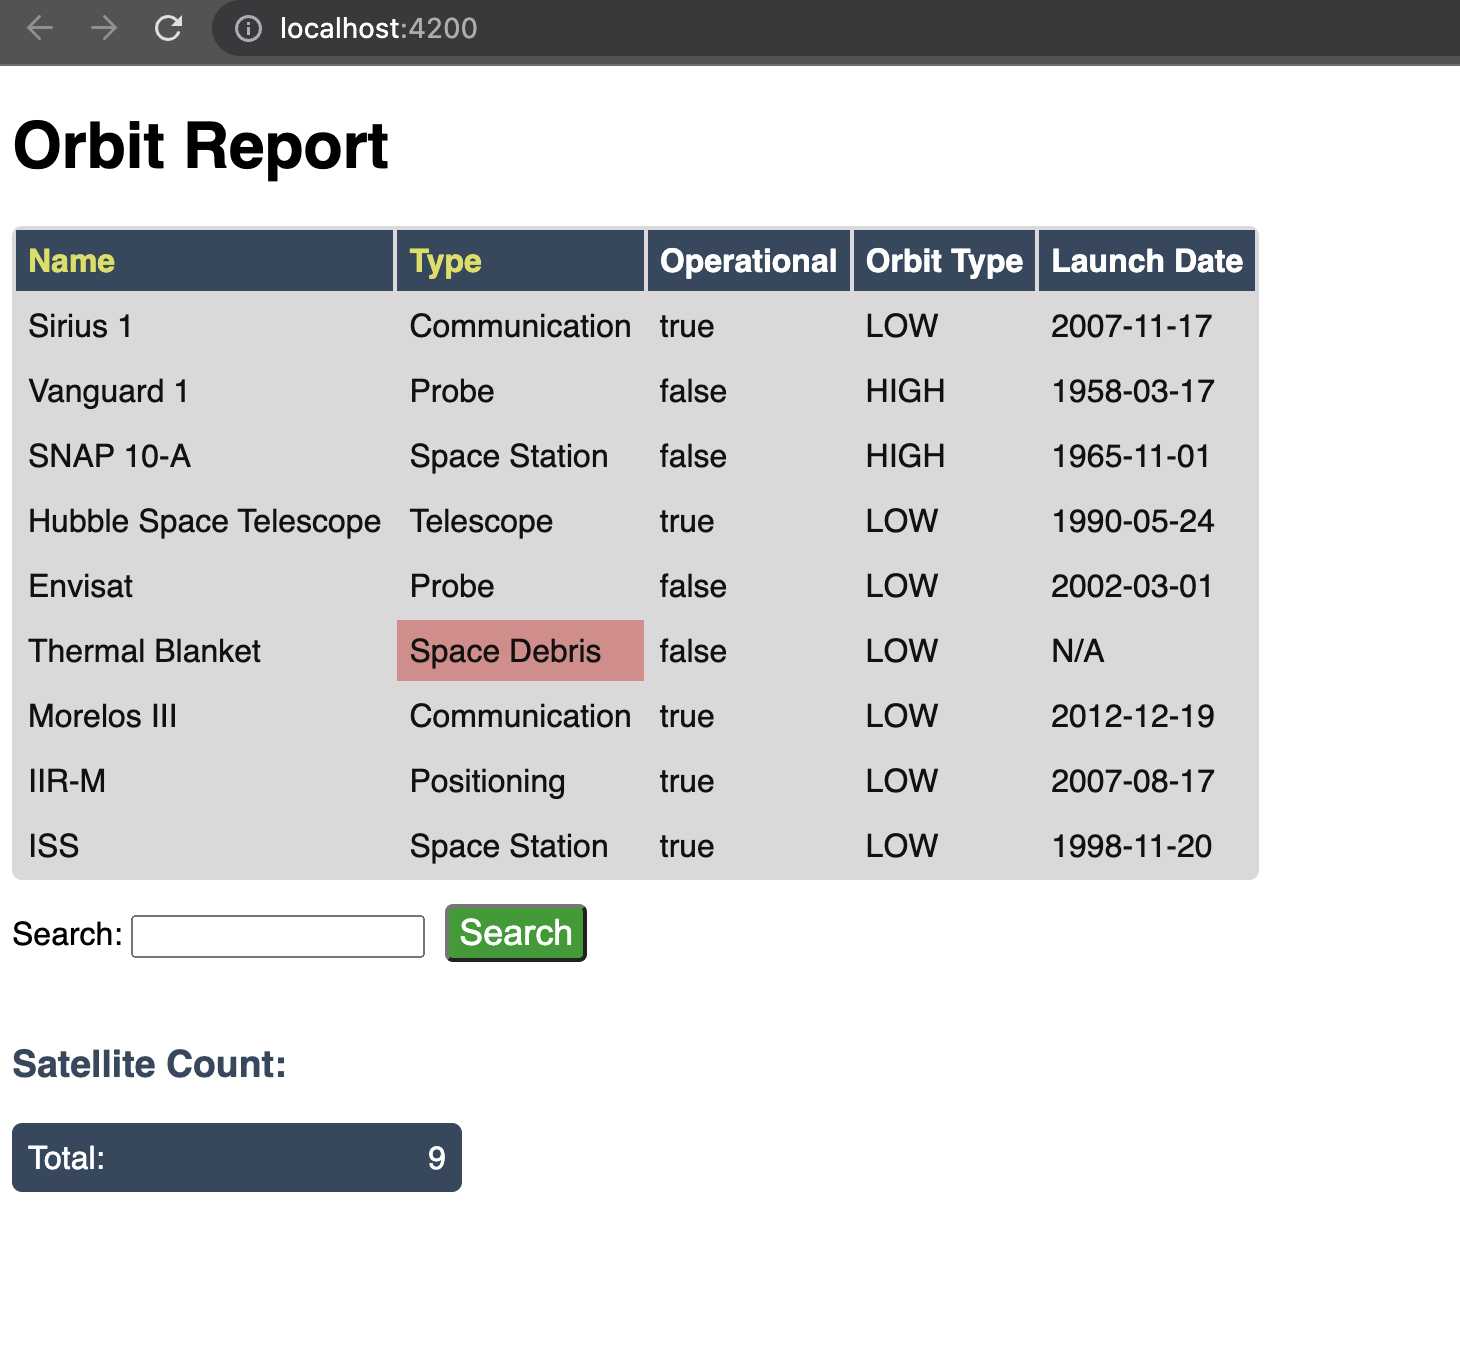 localhost:4200
Orbit Report
Name Type Operational Orbit Type Launch Date
Sirius 1 Communication true LOW 2007-11-17
Vanguard 1 Probe false HIGH 1958-03-17
SNAP 10-A Space Station false HIGH 1965-11-01
Hubble Space Telescope Telescope true LOW 1990-05-24
Envisat Probe false LOW 2002-03-01
Thermal Blanket Space Debris false LOW N/A
Morelos III Communication true LOW 2012-12-19
IIR-M Positioning true LOW 2007-08-17
ISS Space Station true LOW 1998-11-20
Search: Search
Satellite Count:
Total: 9